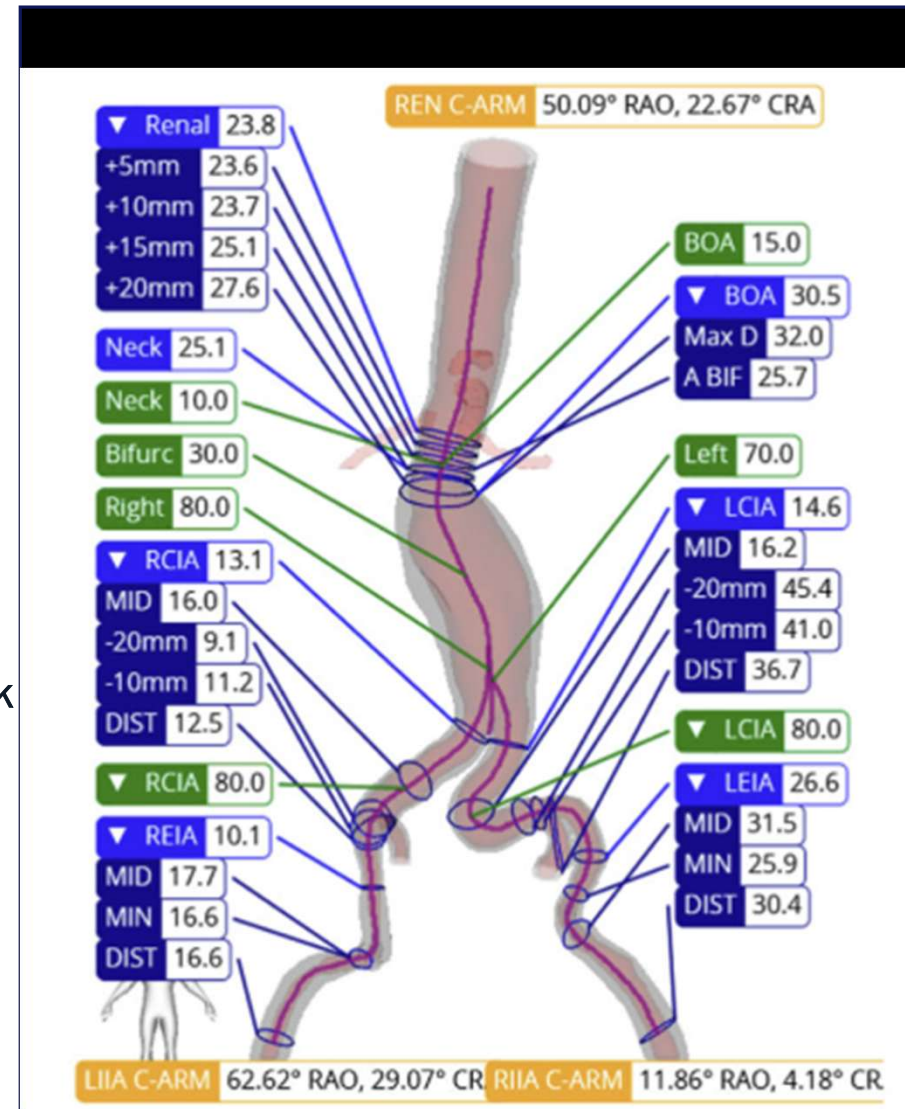 REN C-ARM 50.09° RAO, 22.67° CRA
▼ Renal 23.8
+5mm 23.6
+10mm 23.7
+15mm 25.1
+20mm 27.6
Neck 25.1
Neck 10.0
Bifurc 30.0
Right 80.0
▼ RCIA 13.1
MID 16.0
-20mm 9.1
-10mm 11.2
DIST 12.5
▼ RCIA 80.0
▼ REIA 10.1
MID 17.7
MIN 16.6
DIST 16.6
BOA 15.0
▼ BOA 30.5
Max D 32.0
A BIF 25.7
Left 70.0
▼ LCIA 14.6
MID 16.2
-20mm 45.4
-10mm 41.0
DIST 36.7
▼ LCIA 80.0
▼ LEIA 26.6
MID 31.5
MIN 25.9
DIST 30.4
K
LIIA C-ARM 62.62° RAO, 29.07° CR
RIIA C-ARM 11.86° RAO, 4.18° CR